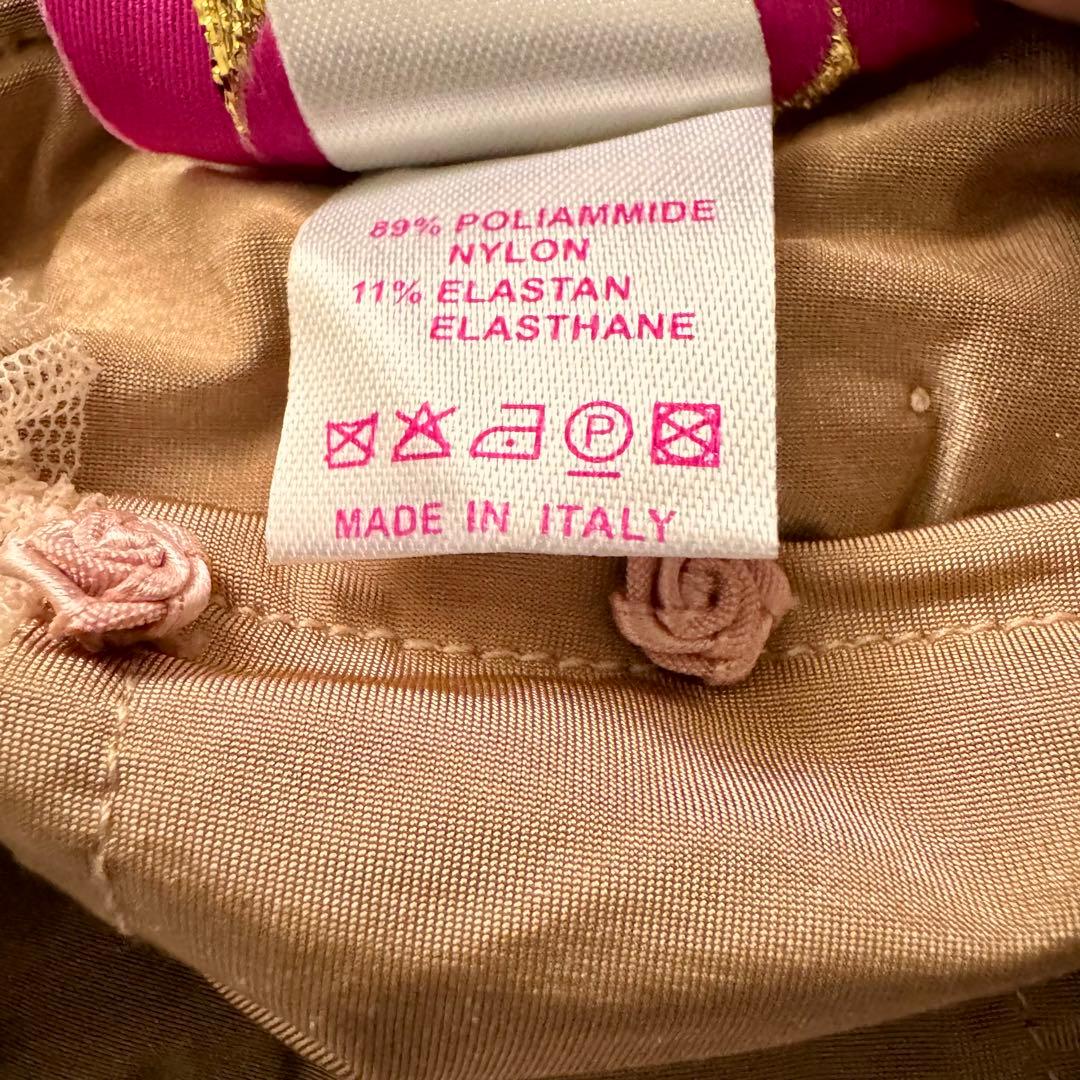 89% POLIAMMIDE
NYLON
11% ELASTAN
ELASTHANE
P
MADE IN ITALY